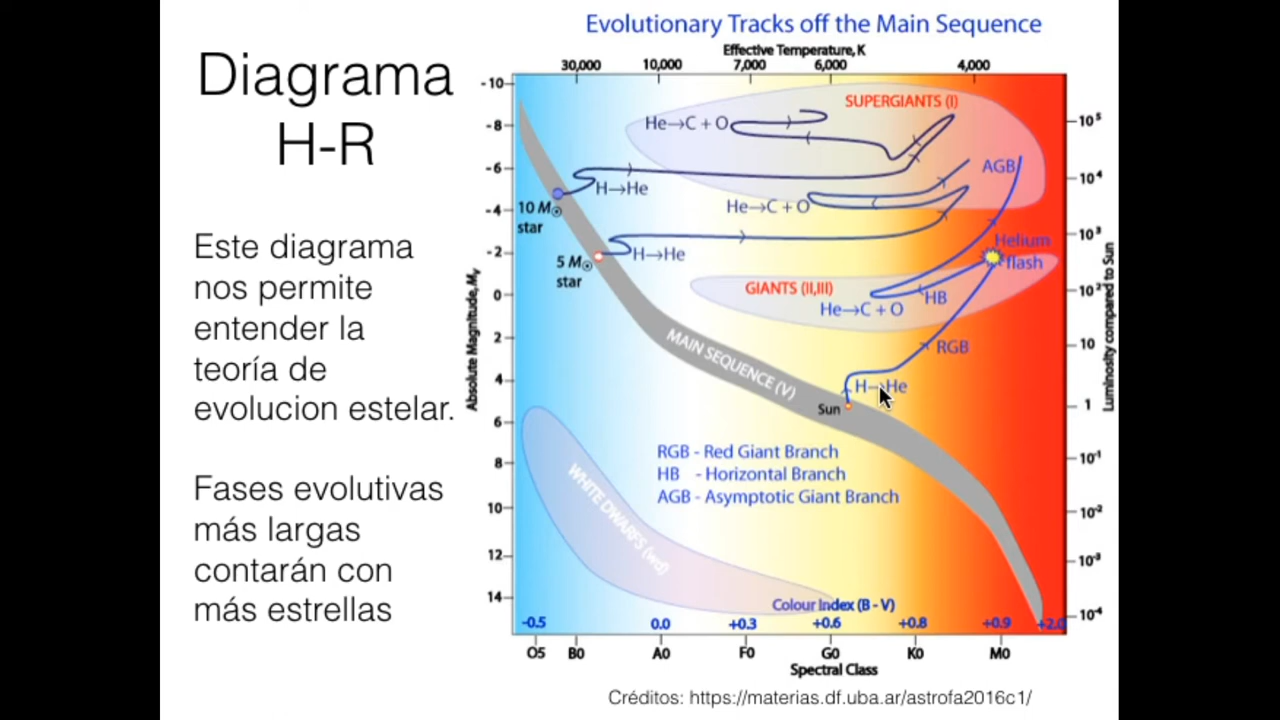 Diagrama
H-R
Este diagrama
nos permite
entender la
teoría de
evolucion estelar.
Fases evolutivas
más largas
contarán con
más estrellas
Evolutionary Tracks off the Main Sequence
Effective Temperature, K
30,000 10,000 7,000 6,000 4,000
Absolute Magnitude, Mv
-10
-8
-6
-4
-2
0
2
4
6
8
10
12
14
Luminosity compared to Sun
10⁵
10⁴
10³
10²
10
1
10⁻¹
10⁻²
10⁻³
10⁻⁴
SUPERGIANTS (I)
He→C + O
AGB
H→He
10 M☉
star
He→C + O
Helium
flash
H→He
5 M☉
star
GIANTS (II,III)
HB
He→C + O
MAIN SEQUENCE (V)
RGB
H→He
Sun
RGB - Red Giant Branch
HB - Horizontal Branch
AGB - Asymptotic Giant Branch
WHITE DWARFS (wd)
Colour Index (B - V)
-0.5 0.0 +0.3 +0.6 +0.8 +0.9 +2.0
O5 B0 A0 F0 G0 K0 M0
Spectral Class
Créditos: https://materias.df.uba.ar/astrofa2016c1/